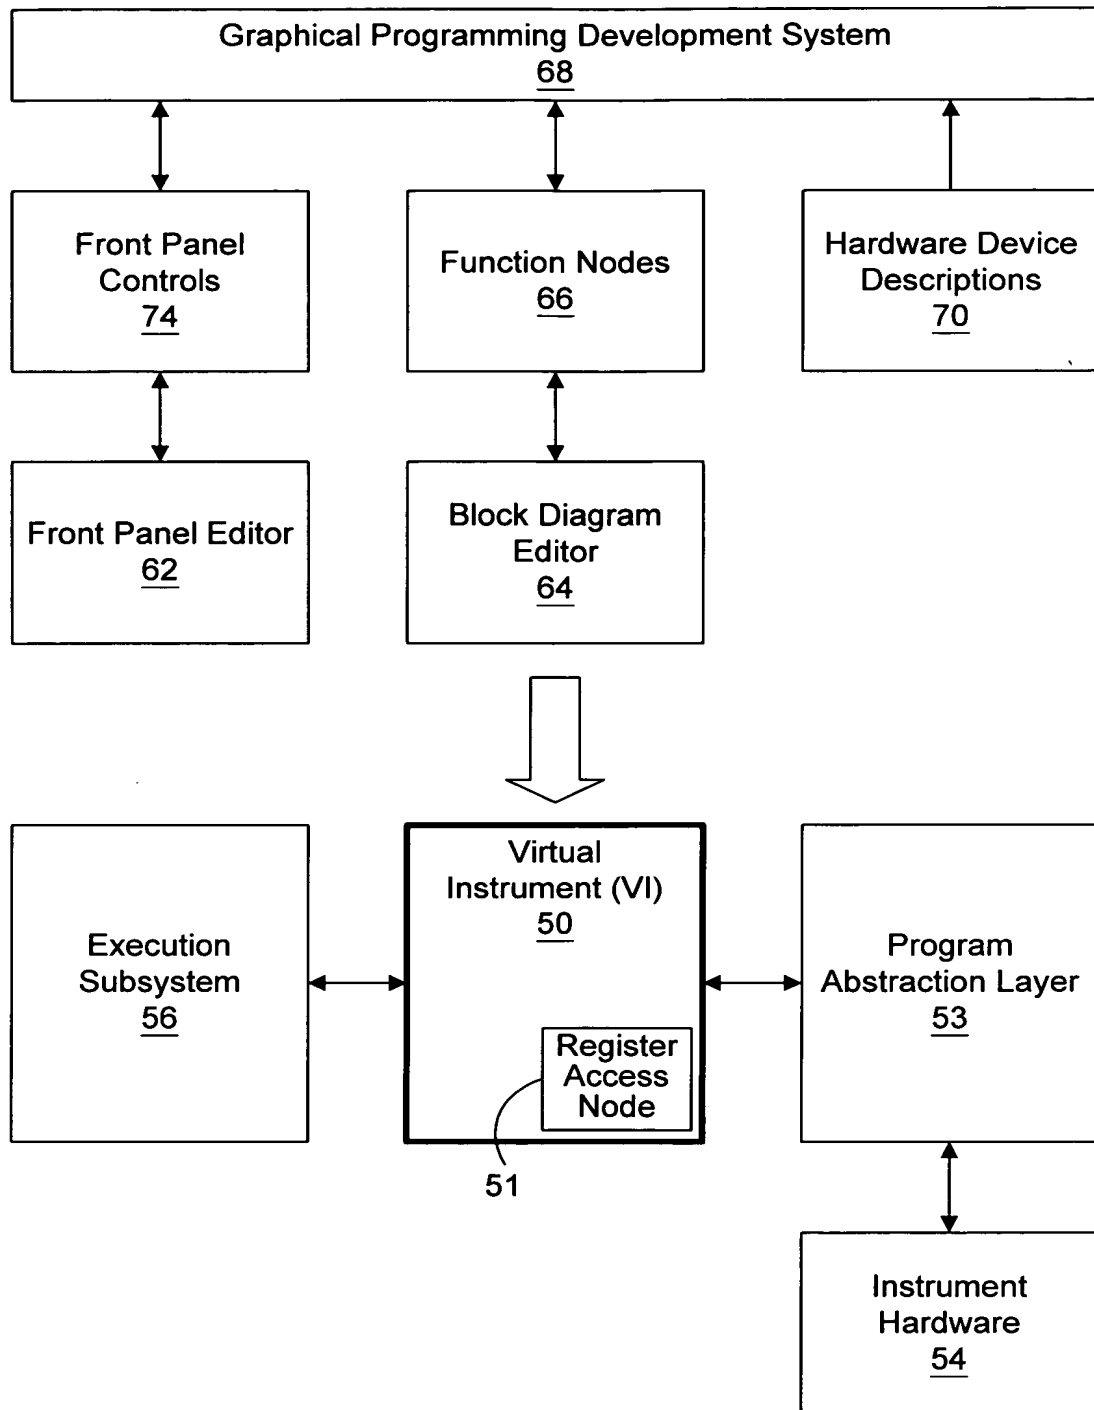 Graphical Programming Development System
68
Front Panel
Controls
74
Function Nodes
66
Hardware Device
Descriptions
70
Front Panel Editor
62
Block Diagram
Editor
64
Execution
Subsystem
56
Virtual
Instrument (VI)
50
Register
Access
Node
51
Program
Abstraction Layer
53
Instrument
Hardware
54